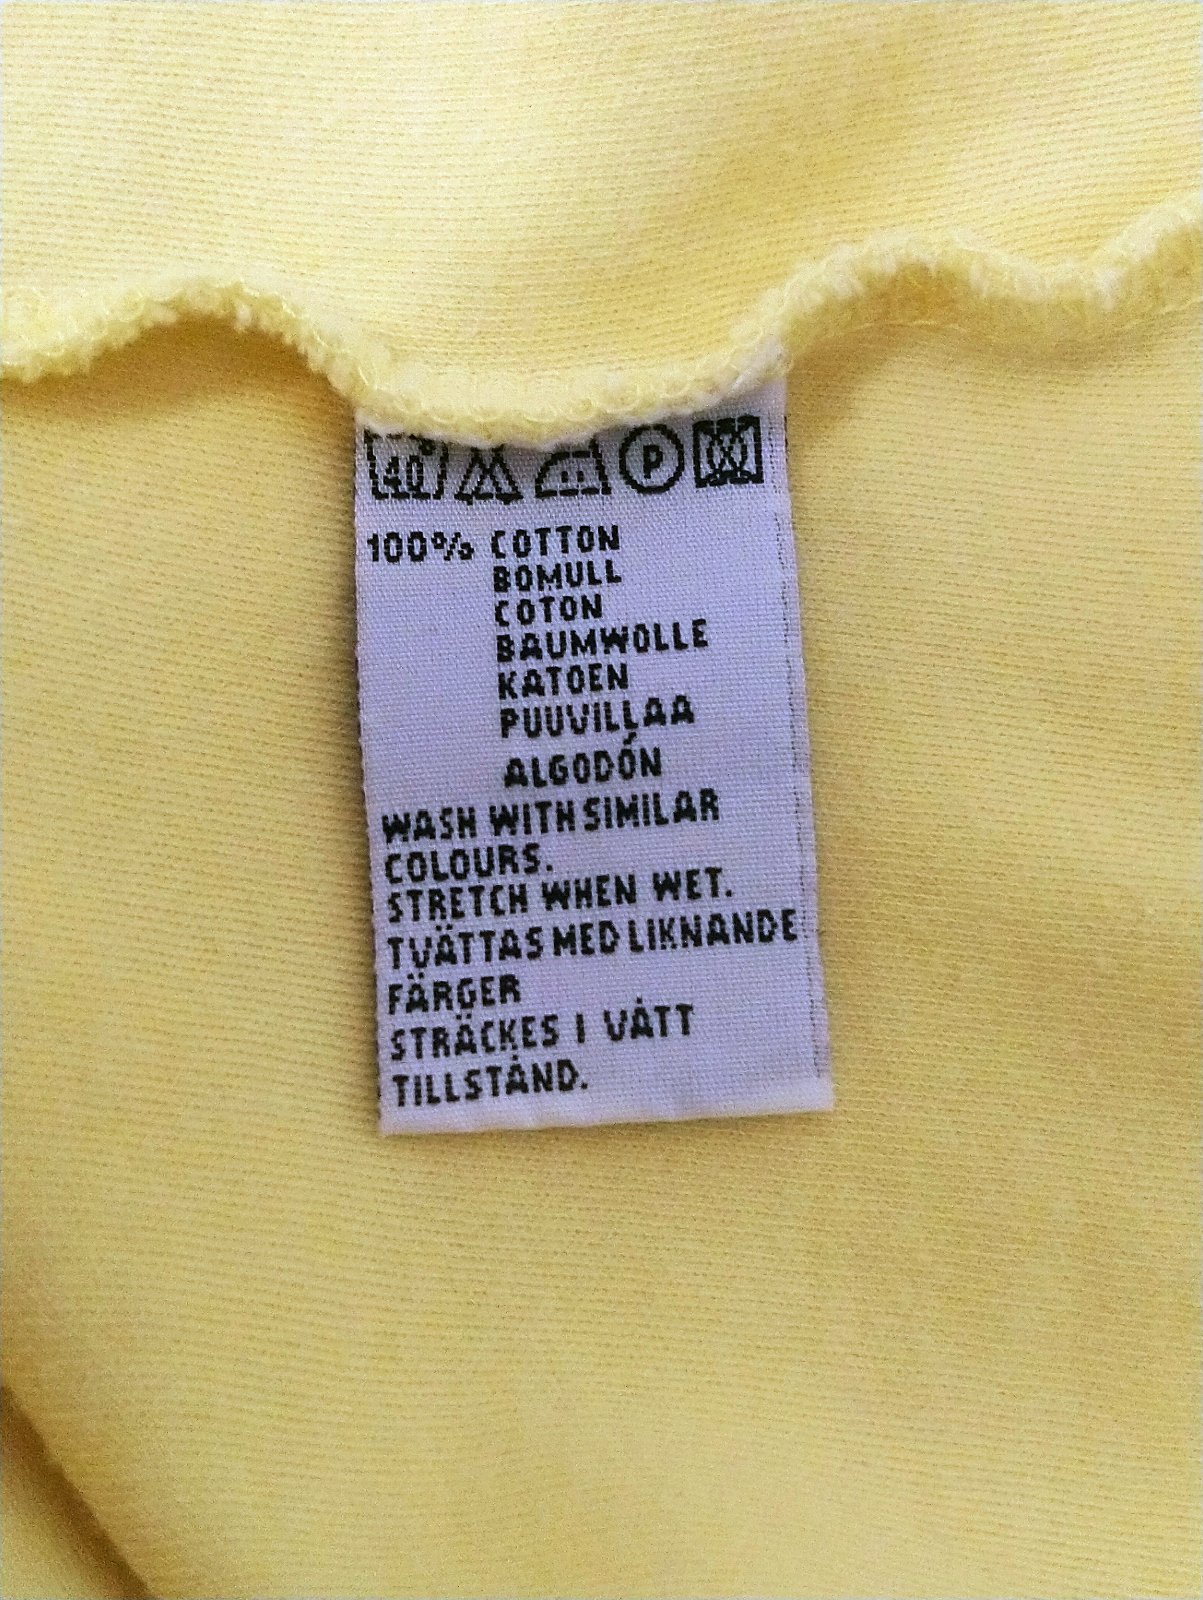 40°
P
100% COTTON
BOMULL
COTON
BAUMWOLLE
KATOEN
PUUVILLAA
ALGODÓN
WASH WITH SIMILAR
COLOURS.
STRETCH WHEN WET.
TVÄTTAS MED LIKNANDE
FÄRGER
STRÄCKES I VÅTT
TILLSTÅND.